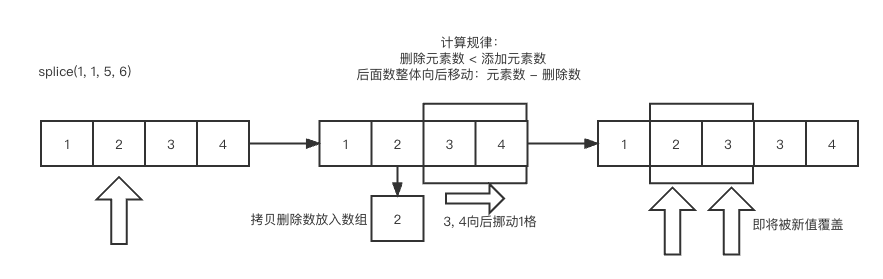 计算规律：
删除元素数 < 添加元素数
后面数整体向后移动：元素数 - 删除数
splice(1, 1, 5, 6)
1 2 3 4
1 2 3 4
1 2 3 3 4
拷贝删除数放入数组
2
3, 4向后挪动1格
即将被新值覆盖